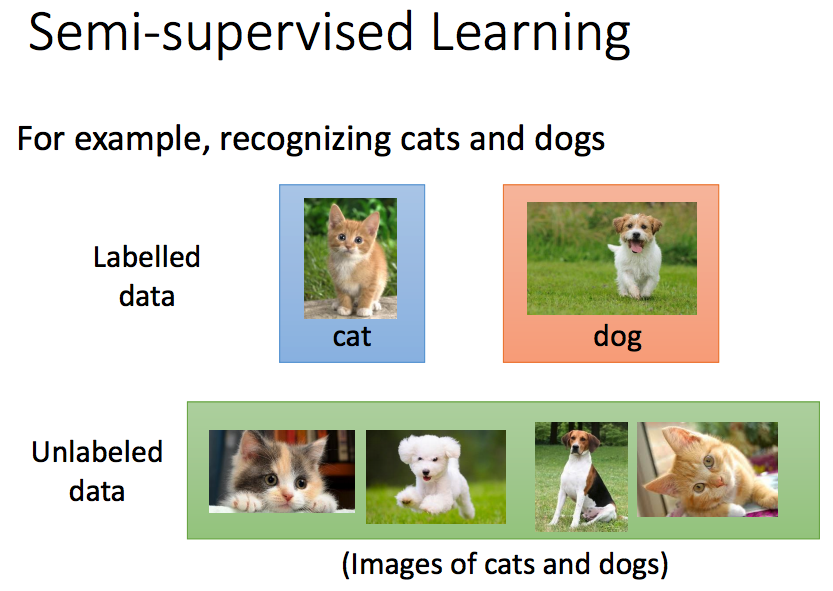 Semi-supervised Learning
For example, recognizing cats and dogs
Labelled
data
cat
dog
Unlabeled
data
(Images of cats and dogs)